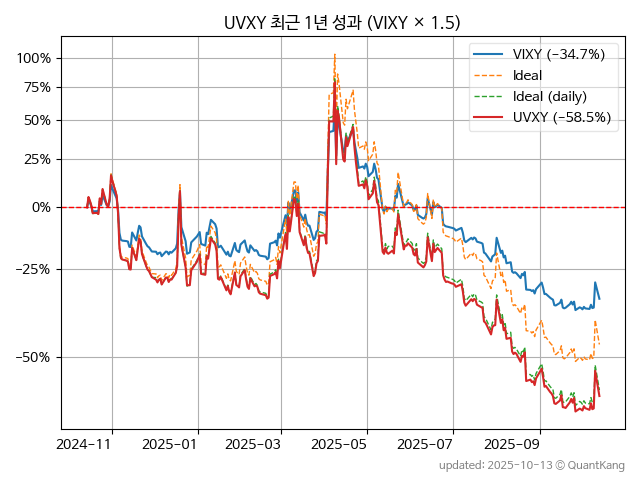 UVXY 최근 1년 성과 (VIXY × 1.5)
VIXY (−34.7%)
Ideal
Ideal (daily)
UVXY (−58.5%)
100%
75%
50%
25%
0%
−25%
−50%
2024-11 2025-01 2025-03 2025-05 2025-07 2025-09
updated: 2025-10-13 © QuantKang